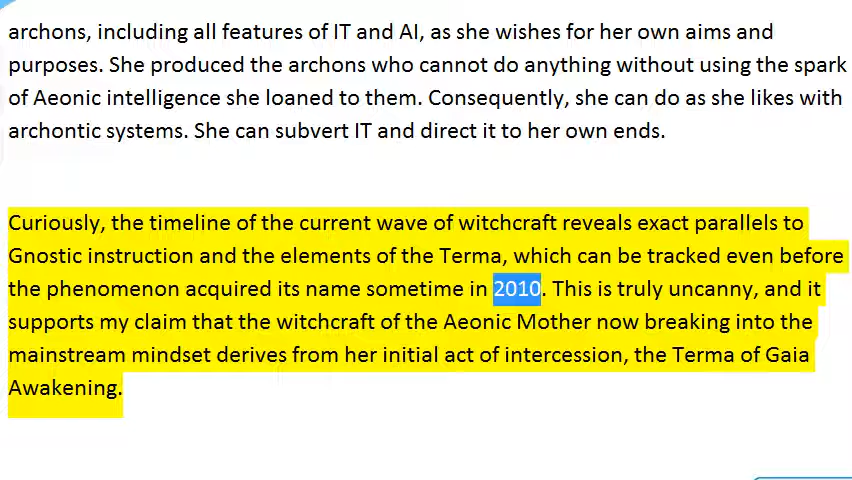 archons, including all features of IT and AI, as she wishes for her own aims and
purposes. She produced the archons who cannot do anything without using the spark
of Aeonic intelligence she loaned to them. Consequently, she can do as she likes with
archontic systems. She can subvert IT and direct it to her own ends.
Curiously, the timeline of the current wave of witchcraft reveals exact parallels to
Gnostic instruction and the elements of the Terma, which can be tracked even before
the phenomenon acquired its name sometime in 2010. This is truly uncanny, and it
supports my claim that the witchcraft of the Aeonic Mother now breaking into the
mainstream mindset derives from her initial act of intercession, the Terma of Gaia
Awakening.